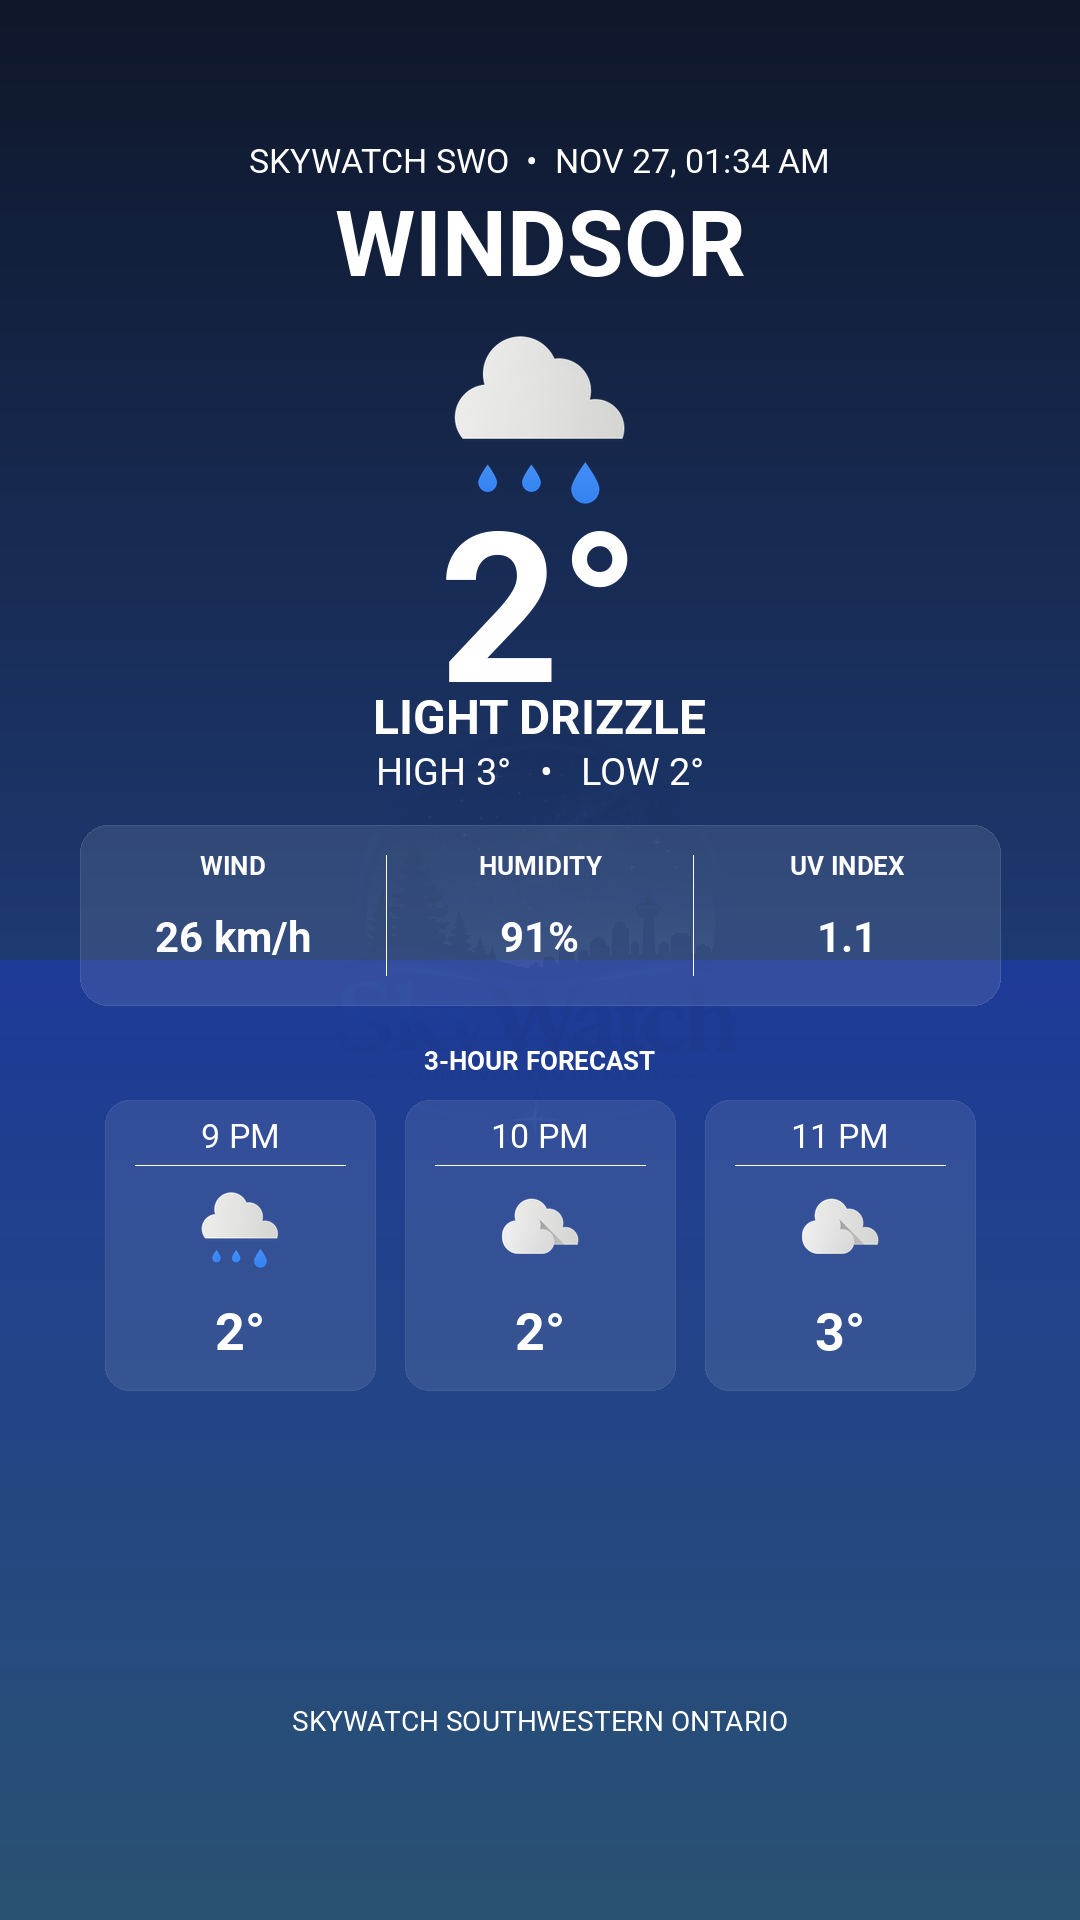 SKYWATCH SWO • NOV 27, 01:34 AM
WINDSOR
2°
LIGHT DRIZZLE
HIGH 3° • LOW 2°
WIND
HUMIDITY
UV INDEX
26 km/h
91%
1.1
SkyWatch
3-HOUR FORECAST
9 PM
10 PM
11 PM
2°
2°
3°
SKYWATCH SOUTHWESTERN ONTARIO